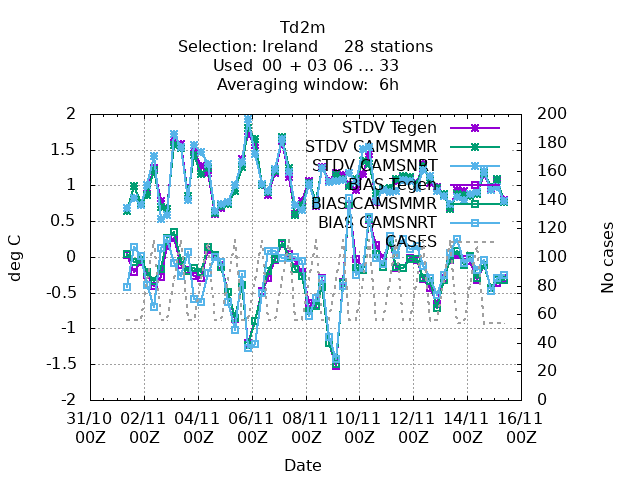 Td2m
Selection: Ireland 28 stations
Used 00 + 03 06 ... 33
Averaging window: 6h
STDV Tegen
STDV CAMSMMR
STDV CAMSNRT
BIAS Tegen
BIAS CAMSMMR
BIAS CAMSNRT
CASES
2
1.5
1
0.5
0
-0.5
-1
-1.5
-2
200
180
160
140
120
100
80
60
40
20
0
deg C
No cases
31/10 02/11 04/11 06/11 08/11 10/11 12/11 14/11 16/11
00Z 00Z 00Z 00Z 00Z 00Z 00Z 00Z 00Z
Date